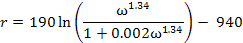 r = 190 ln ( ω^1.34 / (1 + 0.002ω^1.34) ) − 940